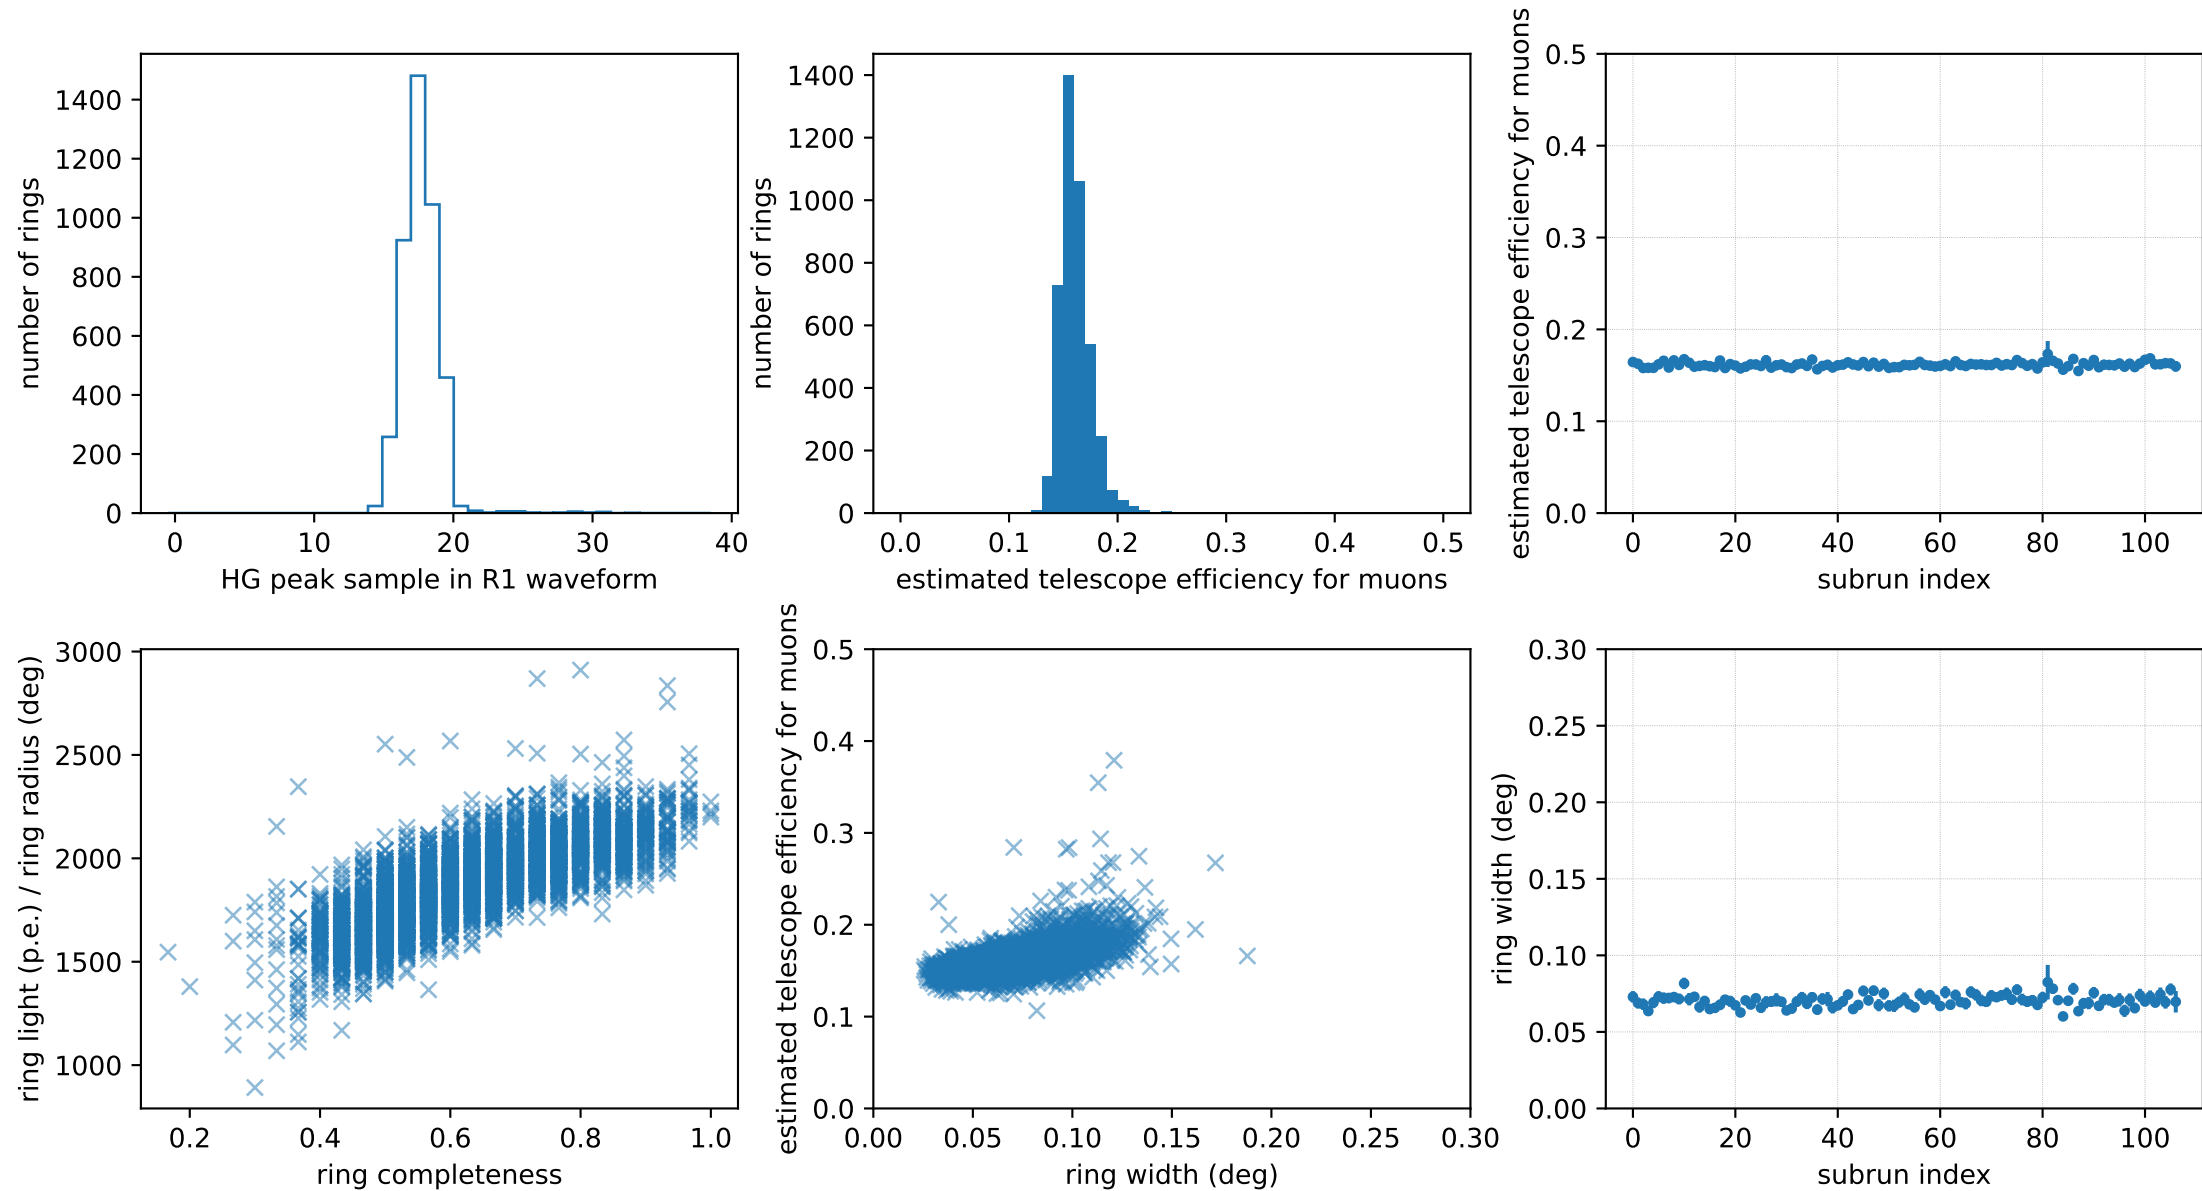 1400
1200
1000
800
600
400
200
0
number of rings
0 10 20 30 40
HG peak sample in R1 waveform
1400
1200
1000
800
600
400
200
0
number of rings
0.0 0.1 0.2 0.3 0.4 0.5
estimated telescope efficiency for muons
0.5
0.4
0.3
0.2
0.1
0.0
estimated telescope efficiency for muons
0 20 40 60 80 100
subrun index
3000
2500
2000
1500
1000
ring light (p.e.) / ring radius (deg)
0.2 0.4 0.6 0.8 1.0
ring completeness
0.5
0.4
0.3
0.2
0.1
0.0
estimated telescope efficiency for muons
0.00 0.05 0.10 0.15 0.20 0.25 0.30
ring width (deg)
0.30
0.25
0.20
0.15
0.10
0.05
0.00
ring width (deg)
0 20 40 60 80 100
subrun index